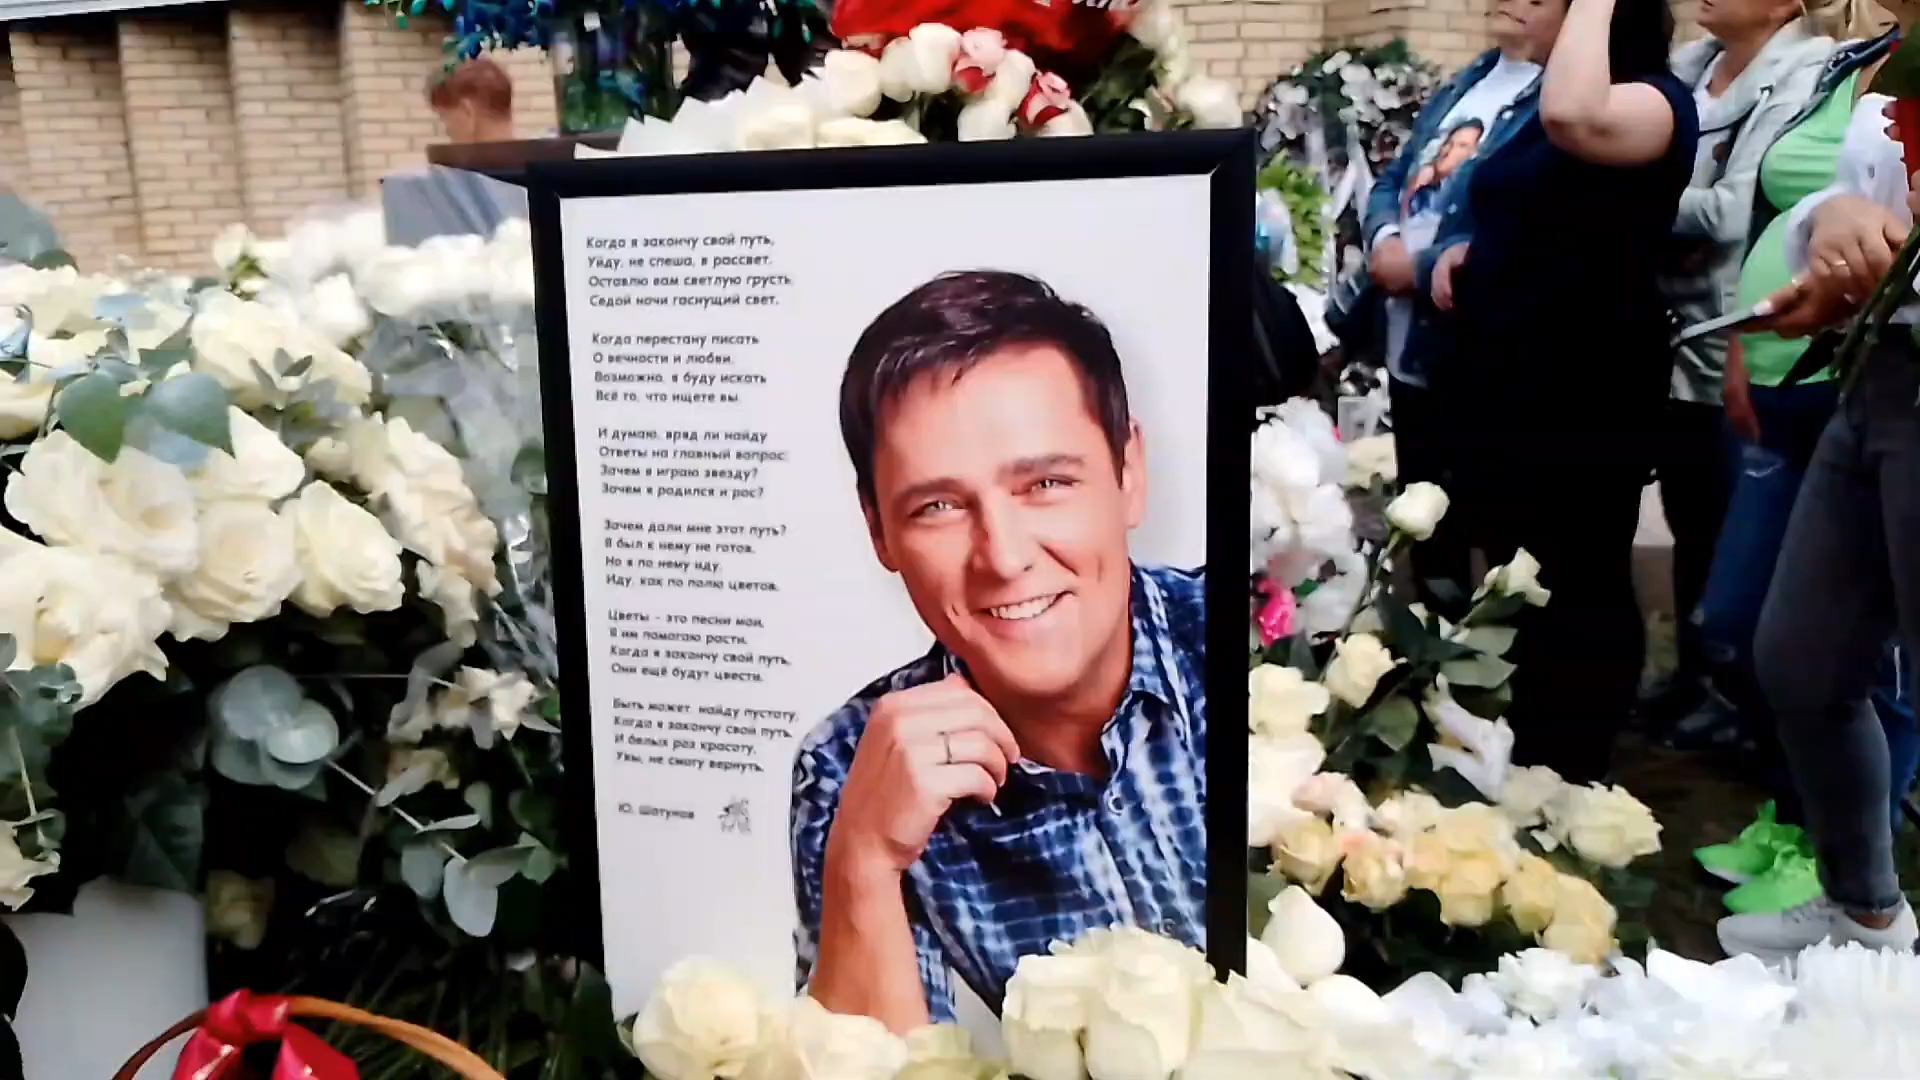 Когда я закончу свой путь,
Уйду, не спеша, в рассвет.
Оставлю вам светлую грусть,
Седой ночи гаснущий свет.
Когда перестану писать
О вечности и любви.
Возможно, я буду искать
Всё то, что ищете вы.
И думаю, вряд ли найду
Ответы на главный вопрос:
Зачем я играю звезду?
Зачем я родился и рос?
Зачем дали мне этот путь?
Я был к нему не готов.
Но я по нему иду.
Иду, как по полю цветов.
Цветы - это песни мои,
Я им помогаю расти.
Когда я закончу свой путь,
Они ещё будут цвести.
Быть может, найду пустоту,
Когда я закончу свой путь.
И белых роз красоту,
Увы, не смогу вернуть.
Ю. Шатунов